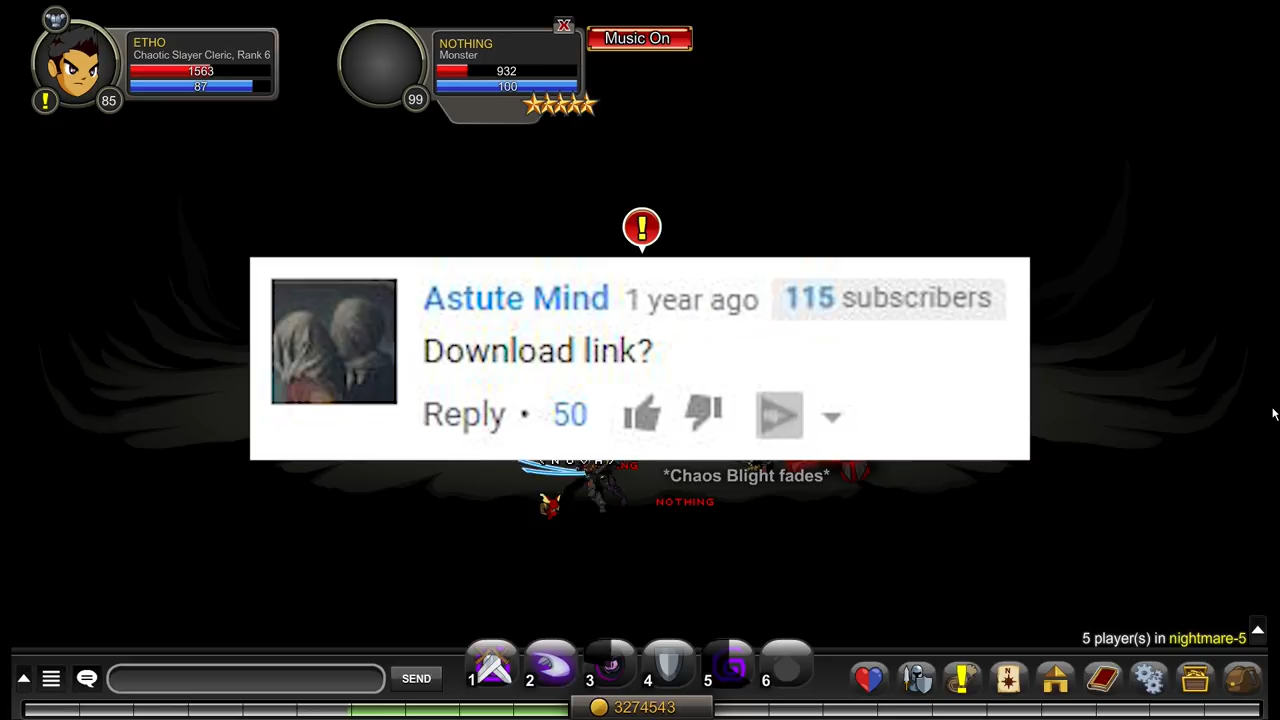 ETHO
Chaotic Slayer Cleric, Rank 6
1563
87
85
NOTHING
Monster
932
100
99
X
Music On
!
!
Astute Mind 1 year ago 115 subscribers
Download link?
Reply • 50
*Chaos Blight fades*
NOTHING
5 player(s) in nightmare-5
SEND
1 2 3 4 5 6
3274543